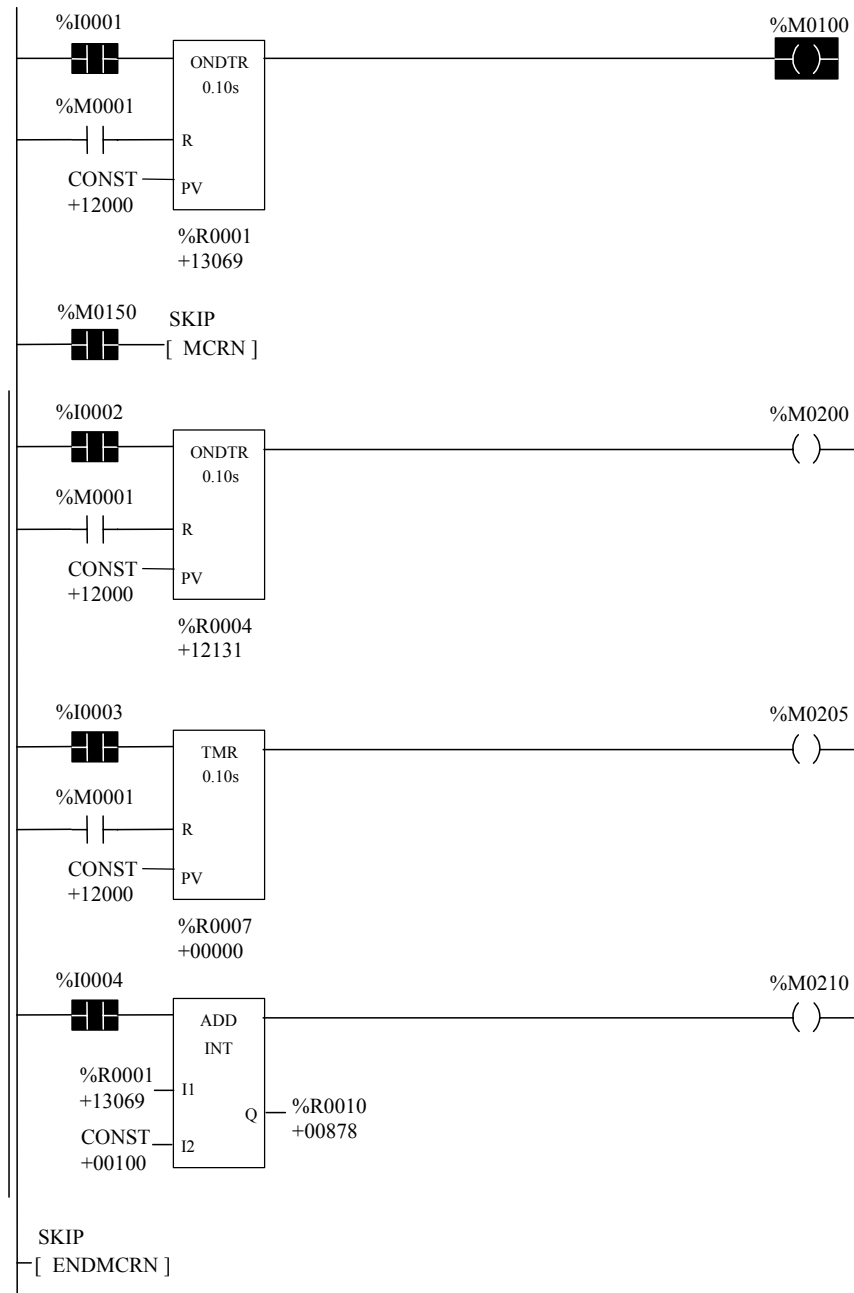 %I0001
%M0100
ONDTR
0.10s
%M0001
R
CONST
+12000
PV
%R0001
+13069
%M0150
SKIP
[ MCRN ]
%I0002
%M0200
ONDTR
0.10s
%M0001
R
CONST
+12000
PV
%R0004
+12131
%I0003
%M0205
TMR
0.10s
%M0001
R
CONST
+12000
PV
%R0007
+00000
%I0004
%M0210
ADD
INT
%R0001
+13069
I1
Q
%R0010
+00878
CONST
+00100
I2
SKIP
[ ENDMCRN ]